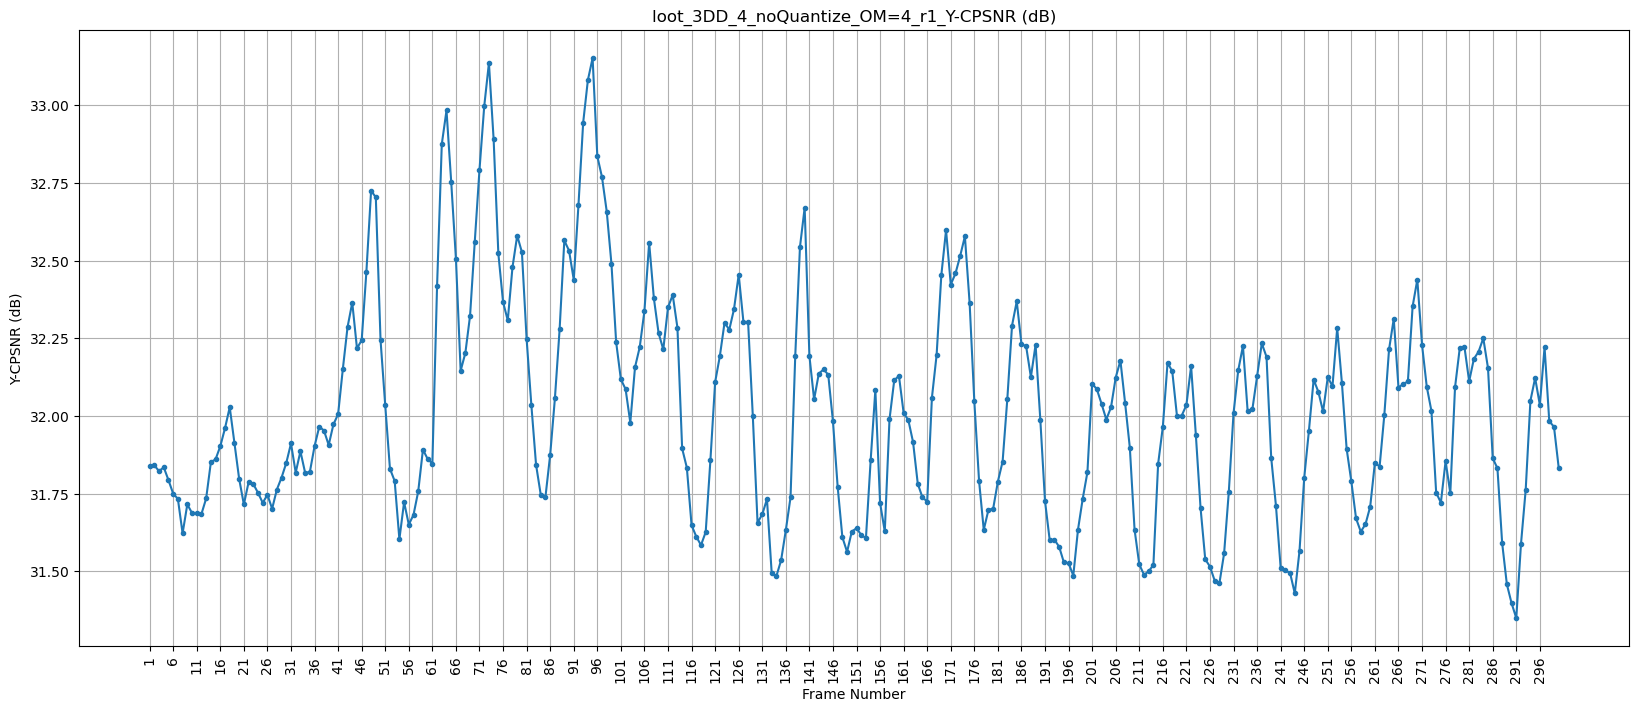 loot_3DD_4_noQuantize_OM=4_r1_Y-CPSNR (dB)
Y-CPSNR (dB)
33.00
32.75
32.50
32.25
32.00
31.75
31.50
1 6 11 16 21 26 31 36 41 46 51 56 61 66 71 76 81 86 91 96 101 106 111 116 121 126 131 136 141 146 151 156 161 166 171 176 181 186 191 196 201 206 211 216 221 226 231 236 241 246 251 256 261 266 271 276 281 286 291 296
Frame Number